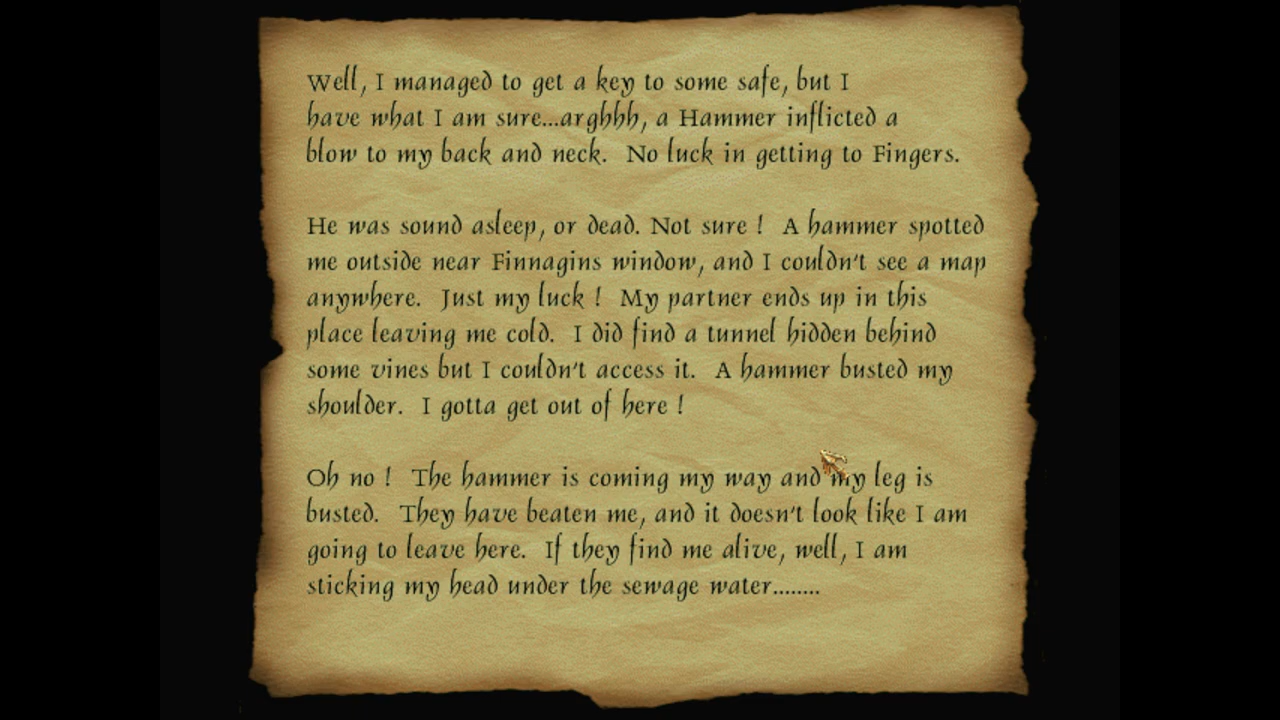 Well, I managed to get a key to some safe, but I
have what I am sure...arghhh, a Hammer inflicted a
blow to my back and neck.  No luck in getting to Fingers.
He was sound asleep, or dead. Not sure !  A hammer spotted
me outside near Finnagins window, and I couldn't see a map
anywhere.  Just my luck !  My partner ends up in this
place leaving me cold.  I did find a tunnel hidden behind
some vines but I couldn't access it.  A hammer busted my
shoulder.  I gotta get out of here !
Oh no !  The hammer is coming my way and my leg is
busted.  They have beaten me, and it doesn't look like I am
going to leave here.  If they find me alive, well, I am
sticking my head under the sewage water........